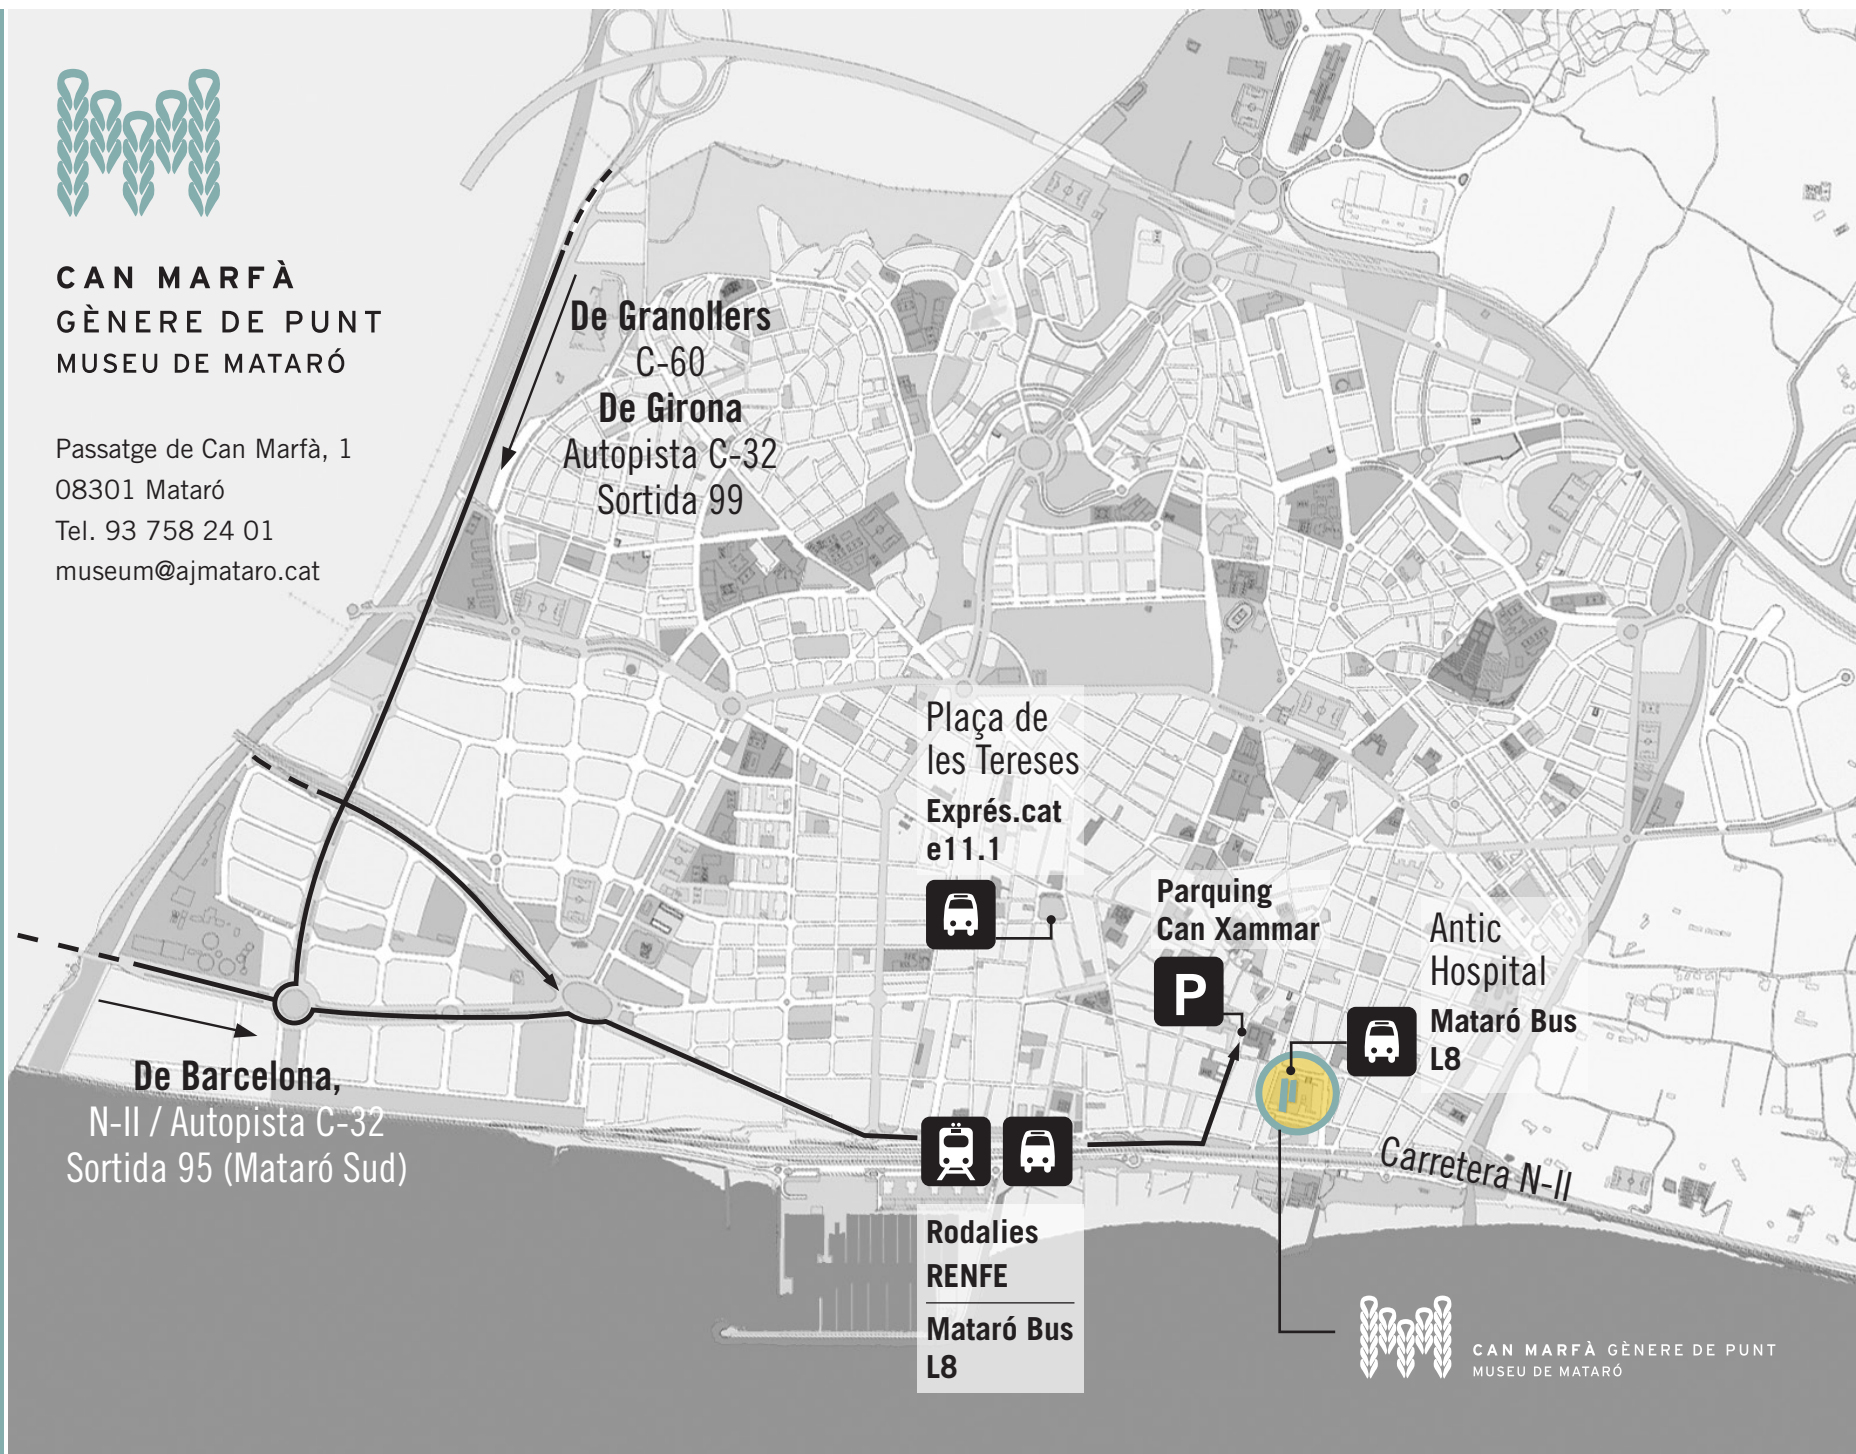 CAN MARFÀ
GÈNERE DE PUNT
MUSEU DE MATARÓ
Passatge de Can Marfà, 1
08301 Mataró
Tel. 93 758 24 01
museum@ajmataro.cat
De Granollers
C-60
De Girona
Autopista C-32
Sortida 99
Plaça de
les Tereses
Exprés.cat
e11.1
Parquing
Can Xammar
P
Antic
Hospital
Mataró Bus
L8
De Barcelona,
N-II / Autopista C-32
Sortida 95 (Mataró Sud)
Carretera N-II
Rodalies
RENFE
Mataró Bus
L8
CAN MARFÀ GÈNERE DE PUNT
MUSEU DE MATARÓ